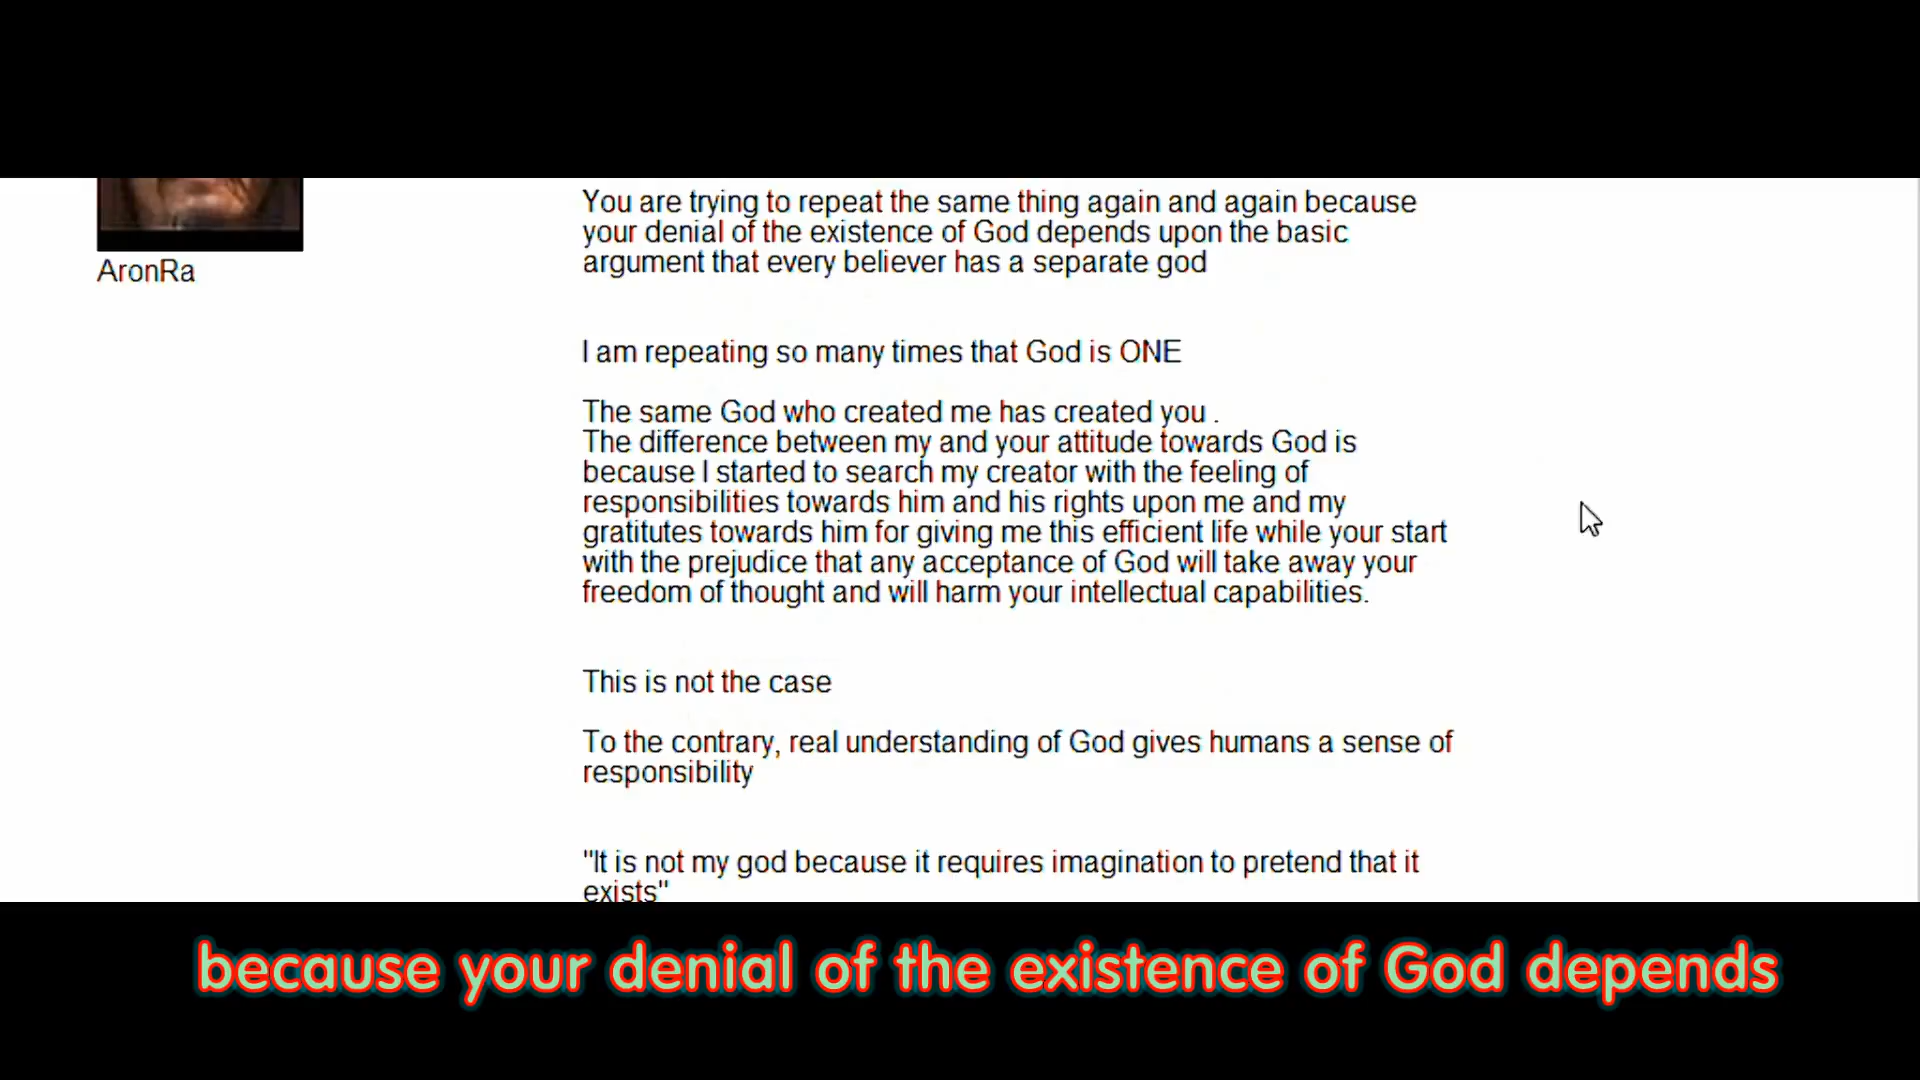 You are trying to repeat the same thing again and again because
your denial of the existence of God depends upon the basic
argument that every believer has a separate god
AronRa
I am repeating so many times that God is ONE
The same God who created me has created you .
The difference between my and your attitude towards God is
because I started to search my creator with the feeling of
responsibilities towards him and his rights upon me and my
gratitutes towards him for giving me this efficient life while your start
with the prejudice that any acceptance of God will take away your
freedom of thought and will harm your intellectual capabilities.
This is not the case
To the contrary, real understanding of God gives humans a sense of
responsibility
"It is not my god because it requires imagination to pretend that it
exists"
because your denial of the existence of God depends